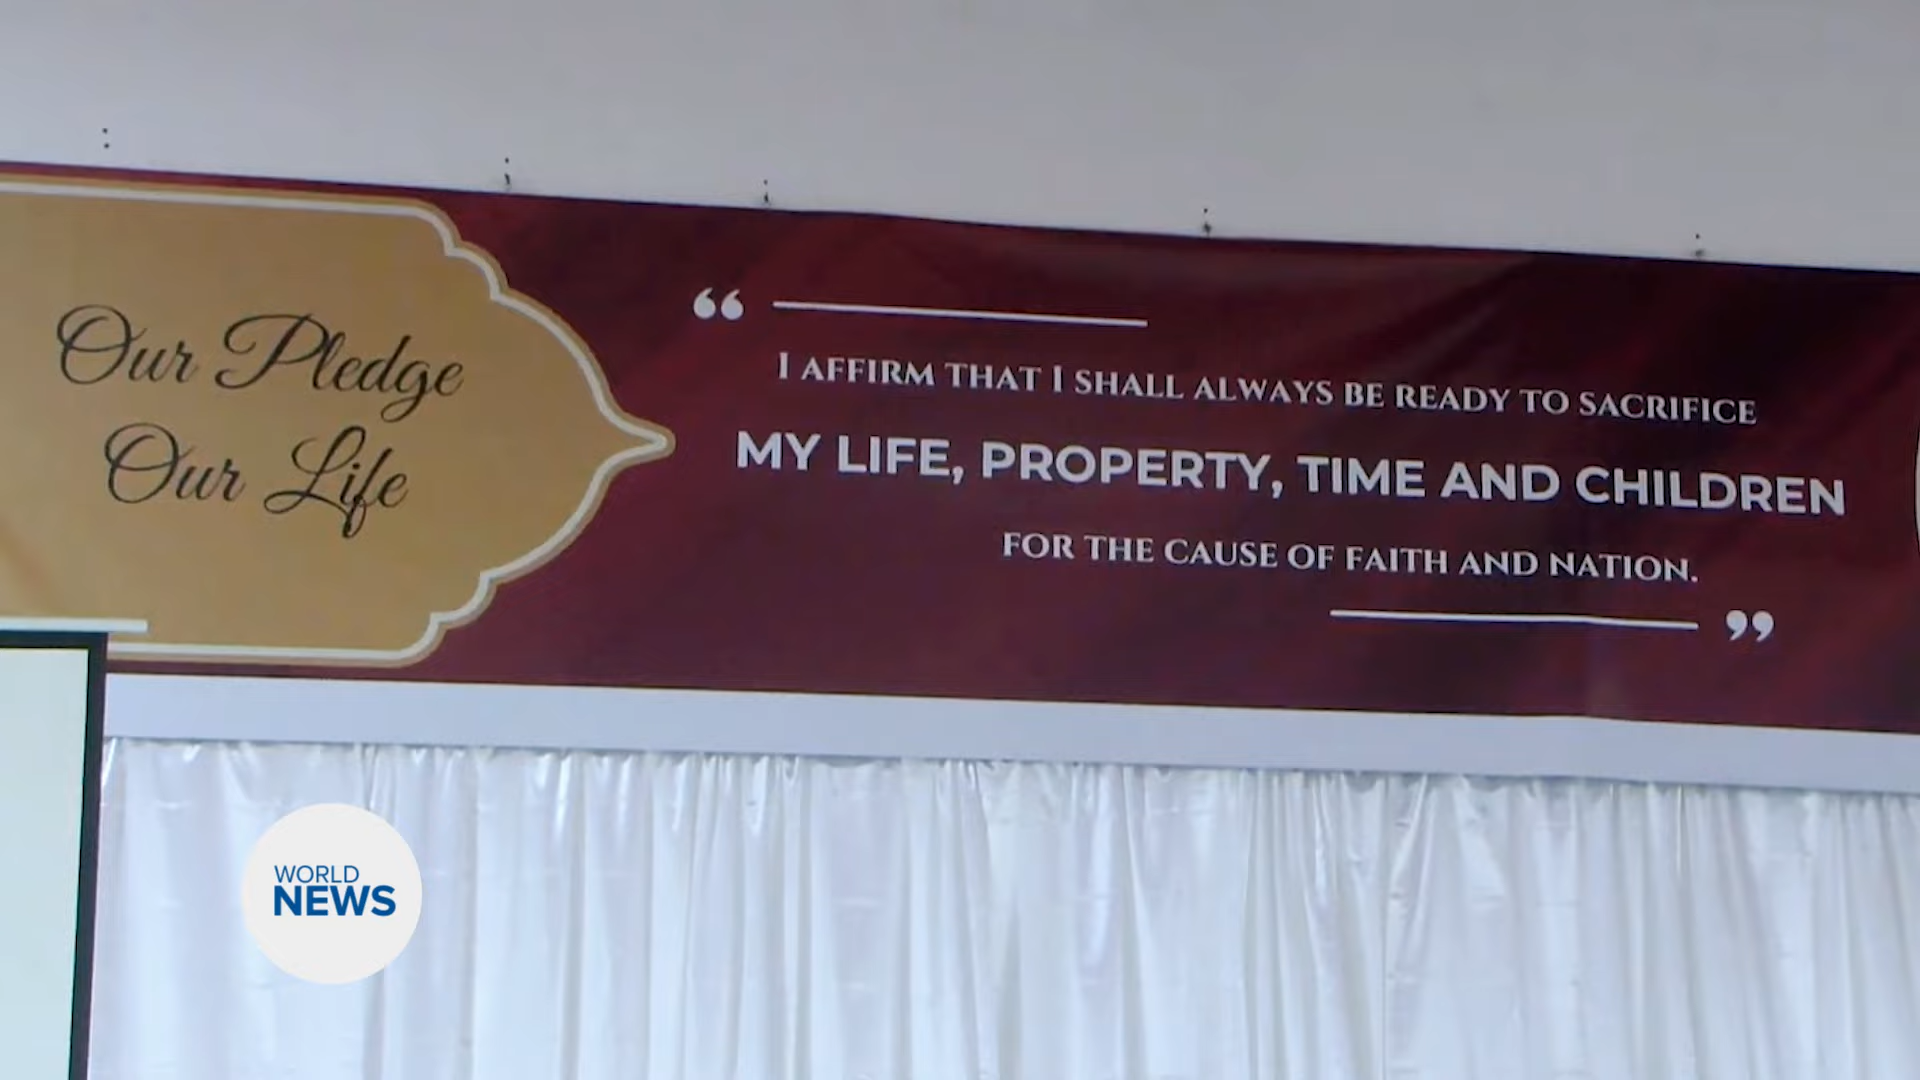 Our Pledge
Our Life
“
I AFFIRM THAT I SHALL ALWAYS BE READY TO SACRIFICE
MY LIFE, PROPERTY, TIME AND CHILDREN
FOR THE CAUSE OF FAITH AND NATION.
”
WORLD
NEWS